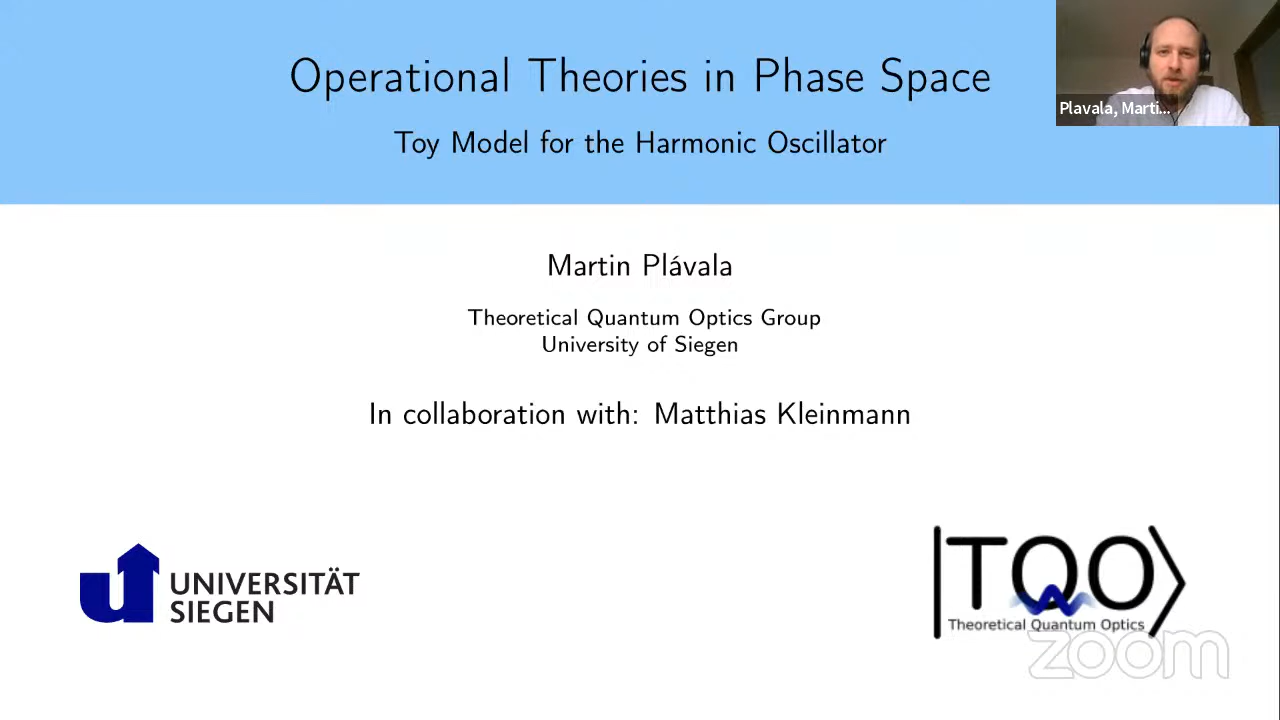 Operational Theories in Phase Space
Toy Model for the Harmonic Oscillator
Plavala, Marti...
Martin Plávala
Theoretical Quantum Optics Group
University of Siegen
In collaboration with: Matthias Kleinmann
UNIVERSITÄT
SIEGEN
|TQO⟩
Theoretical Quantum Optics
zoom